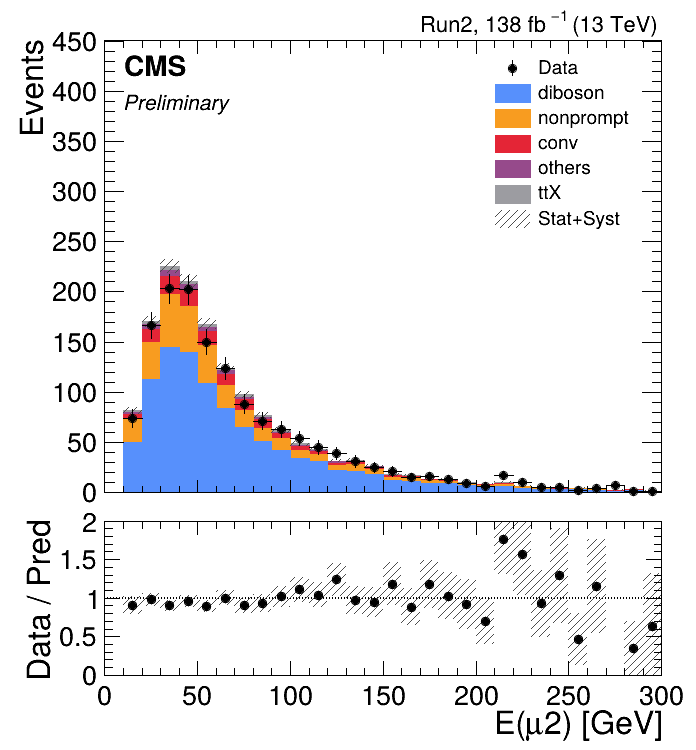 Run2, 138 fb⁻¹ (13 TeV)
Events
450
400
350
300
250
200
150
100
50
0
CMS
Preliminary
Data
diboson
nonprompt
conv
others
ttX
Stat+Syst
Data / Pred
2
1.5
1
0.5
0
0 50 100 150 200 250 300
E(μ2) [GeV]